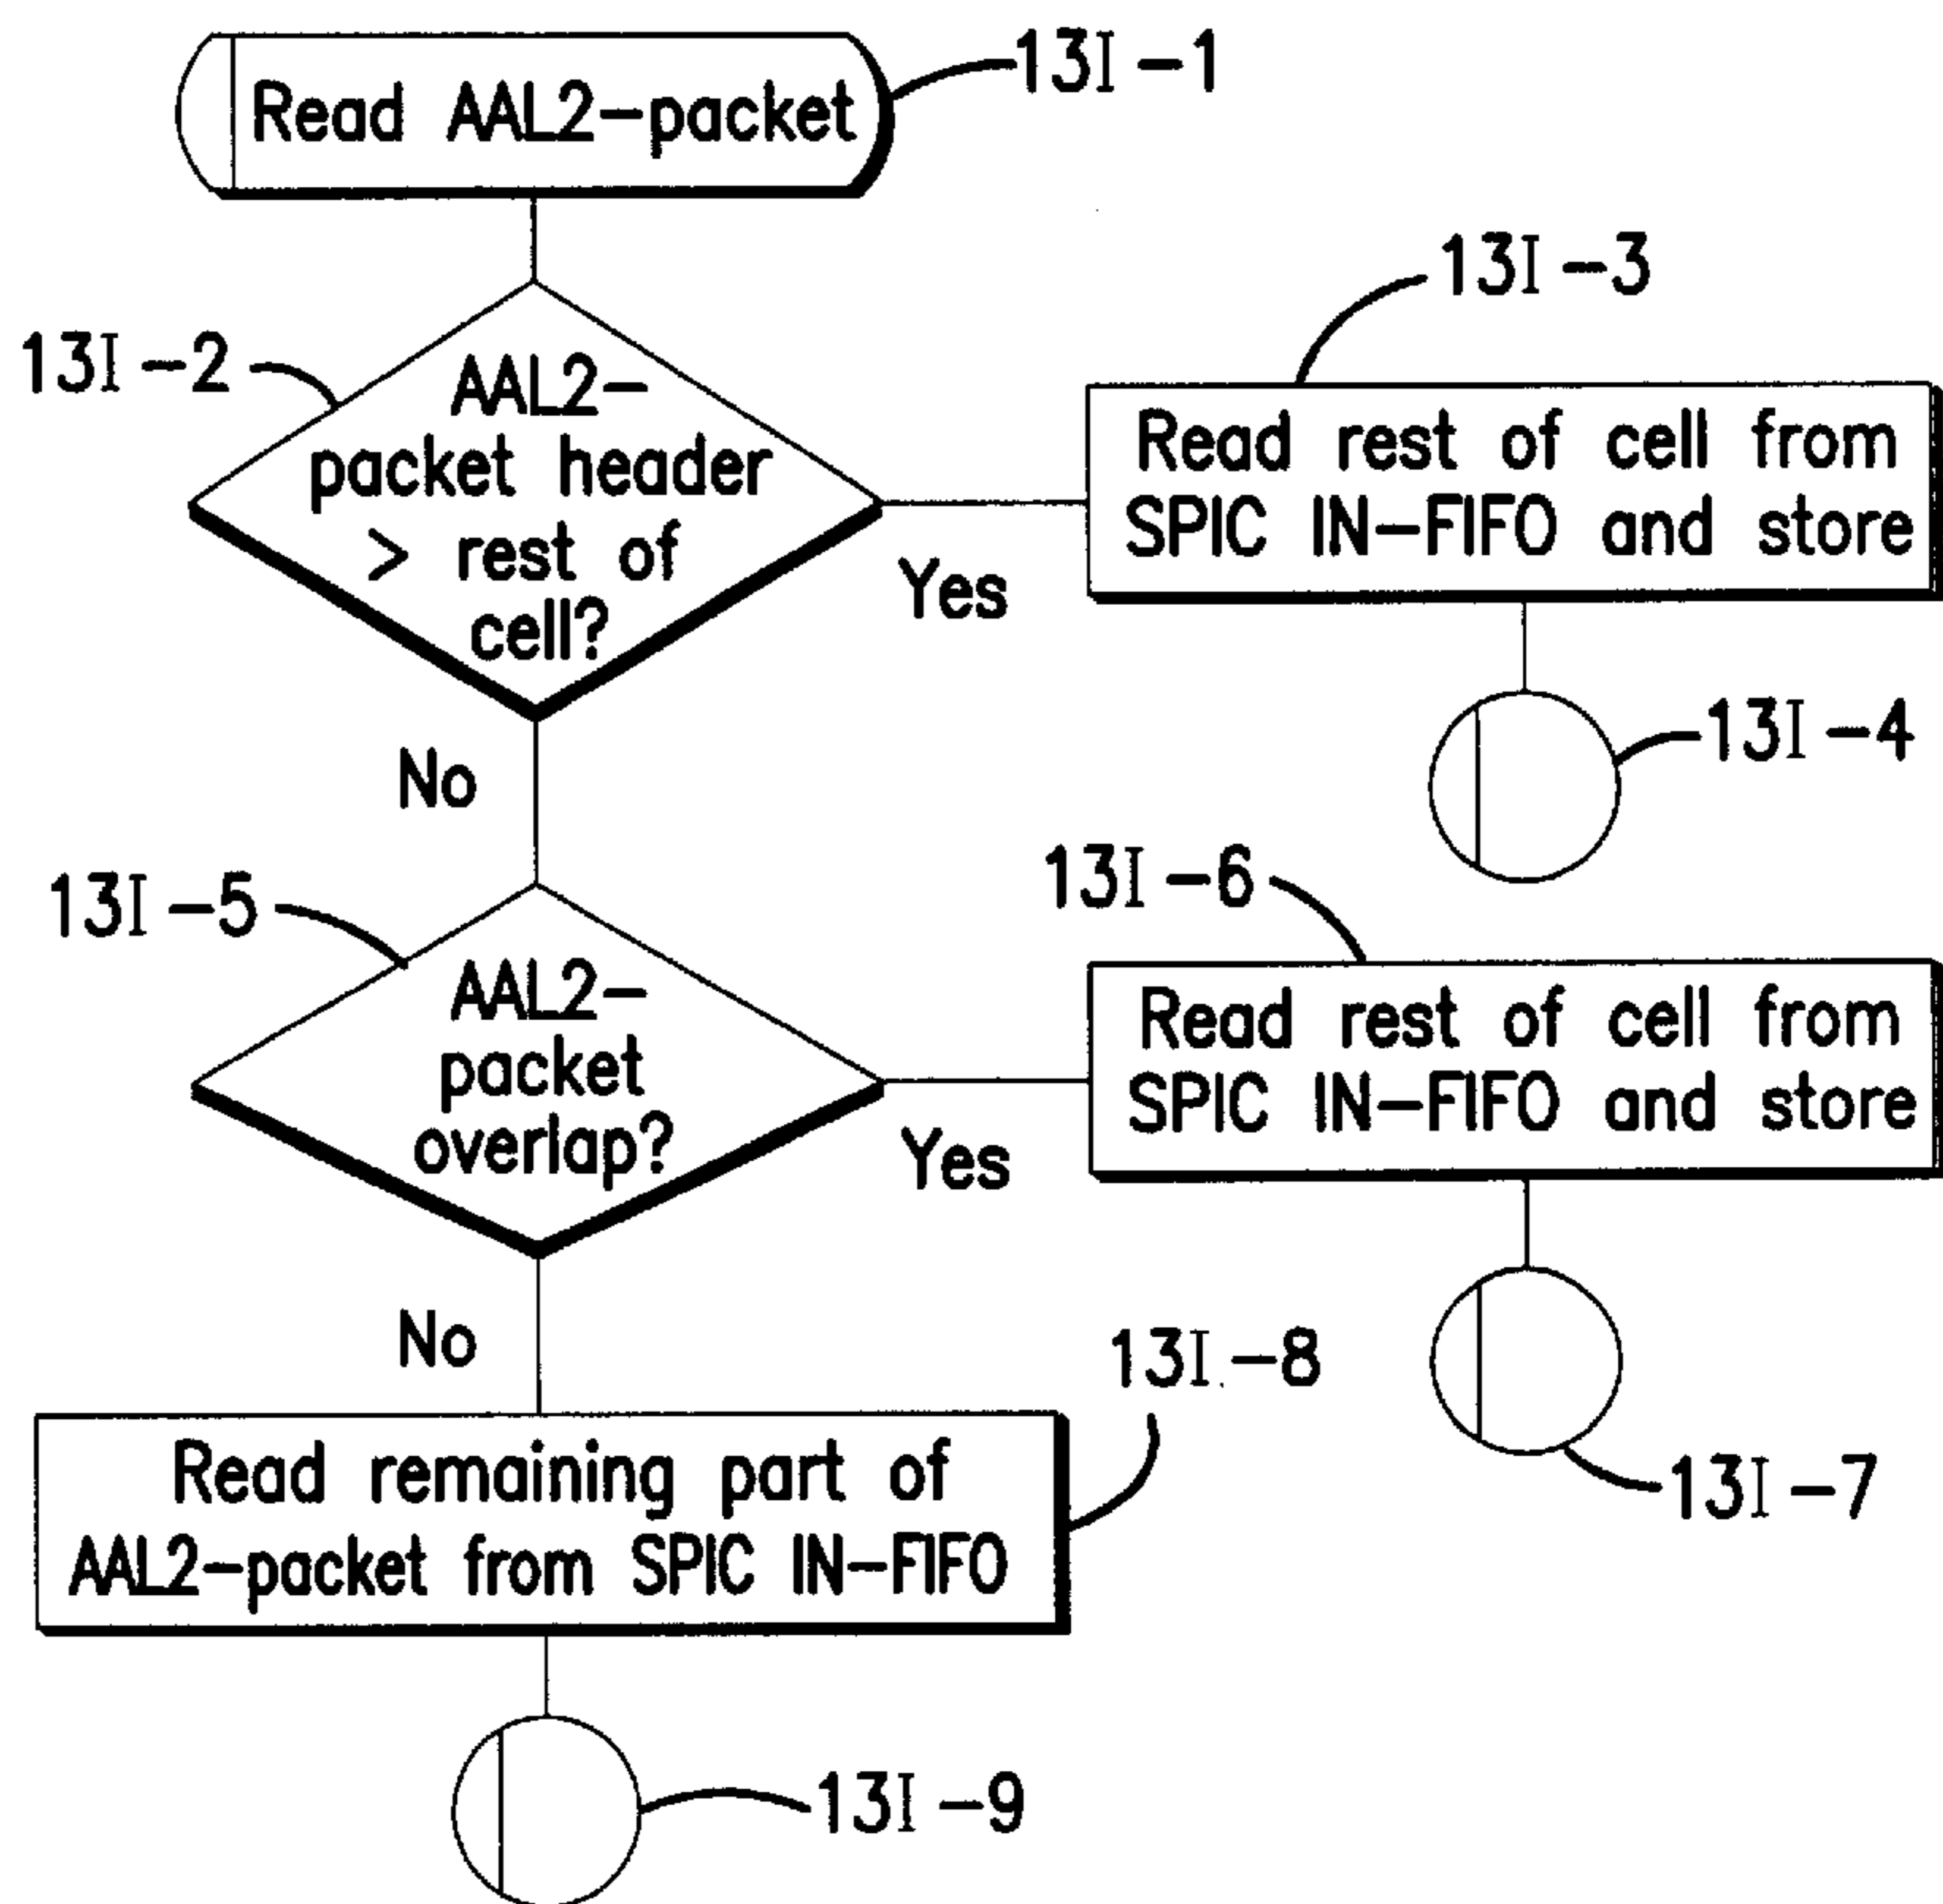 Read AAL2-packet
13I-1
13I-2
AAL2-
packet header
> rest of
cell?
Yes
13I-3
Read rest of cell from
SPIC IN-FIFO and store
13I-4
No
13I-5
AAL2-
packet
overlap?
Yes
13I-6
Read rest of cell from
SPIC IN-FIFO and store
13I-7
No
13I-8
Read remaining part of
AAL2-packet from SPIC IN-FIFO
13I-9